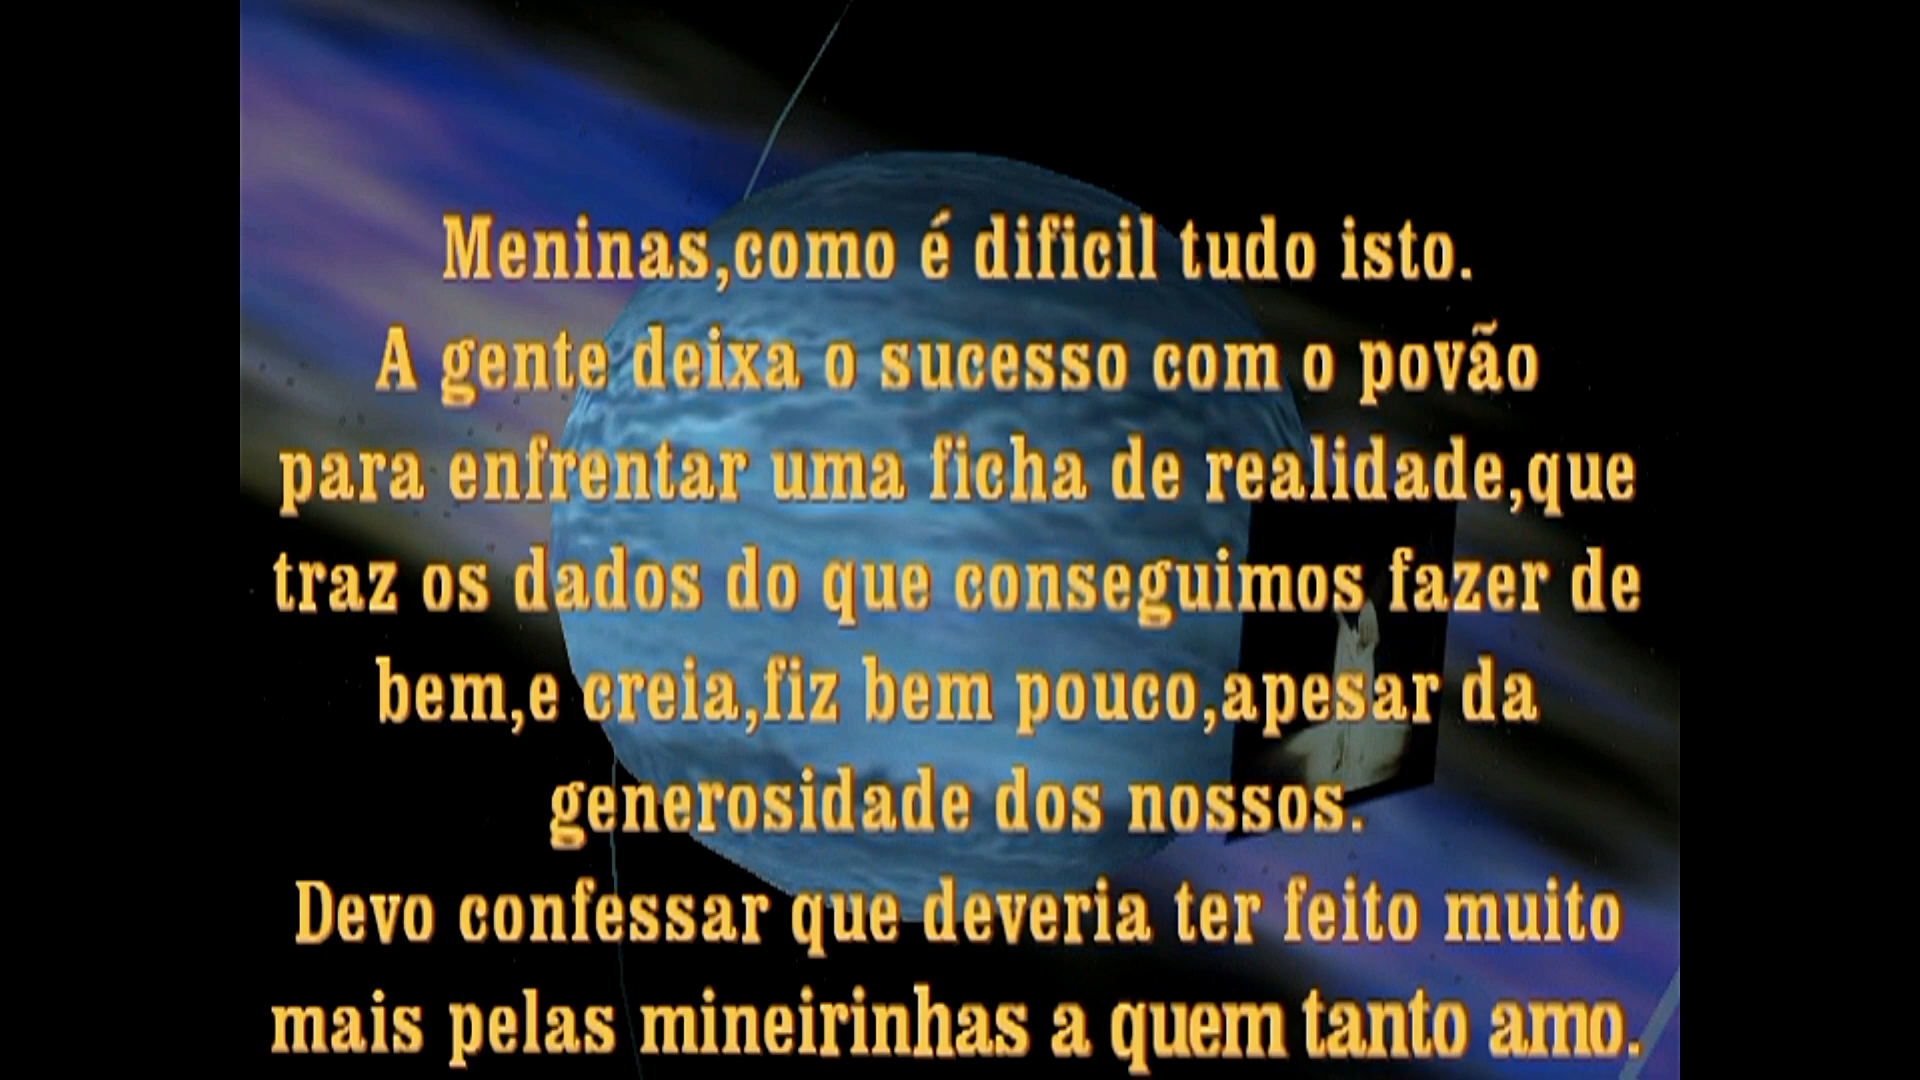 Meninas,como é dificil tudo isto.
A gente deixa o sucesso com o povão
para enfrentar uma ficha de realidade,que
traz os dados do que conseguimos fazer de
bem,e creia,fiz bem pouco,apesar da
generosidade dos nossos.
Devo confessar que deveria ter feito muito
mais pelas mineirinhas a quem tanto amo.